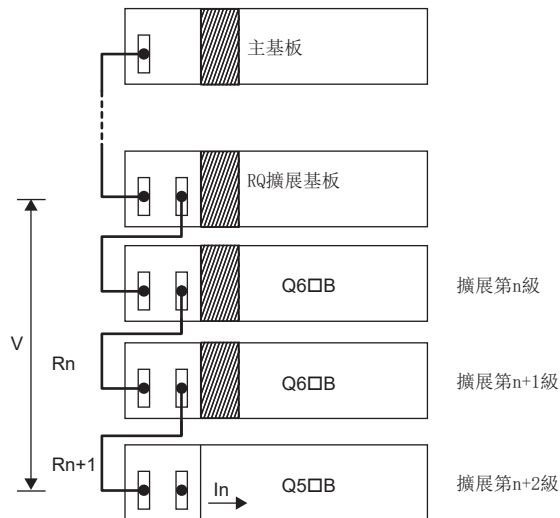 主基板
RQ擴展基板
Q6□B 擴展第n級
V
Rn
Q6□B 擴展第n+1級
Rn+1
In
Q5□B 擴展第n+2級